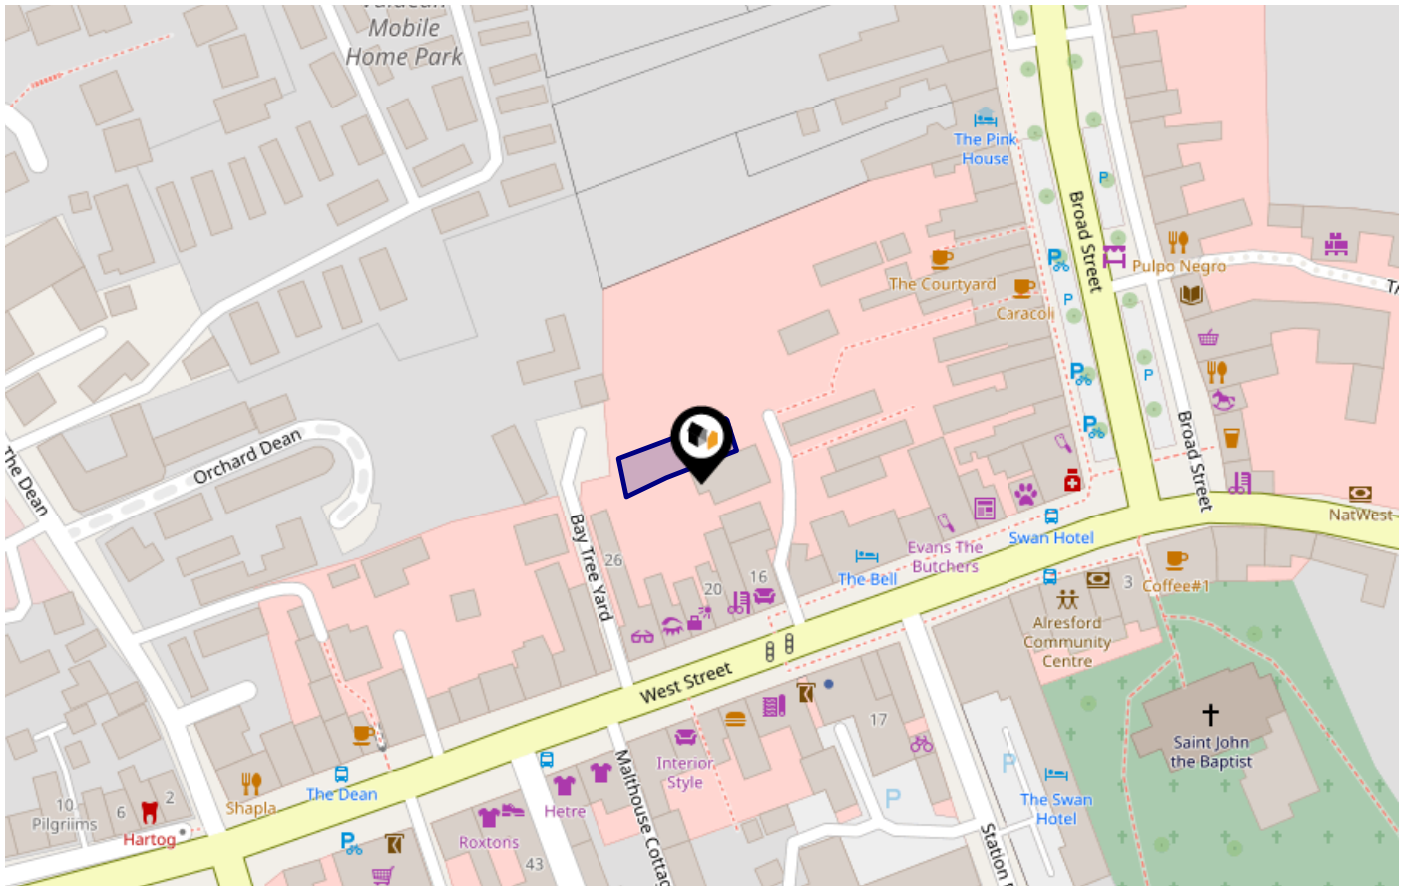 Mobile
Home Park
The Pink
House
P
Broad Street
P
Pulpo Negro
The Courtyard
P
Caracoli
P
P
P
The Dean
Orchard Dean
P
Broad Street
NatWest
Swan Hotel
Evans The
Butchers
The Bell
Bay Tree Yard
26
20
16
3
Coffee#1
Alresford
Community
Centre
West Street
17
Saint John
the Baptist
Interior
Style
Malthouse Cottag
P
P
The Swan
Hotel
Station
Shapla
The Dean
Hetre
Roxtons
43
10
Pilgriims
6
2
Hartog
P